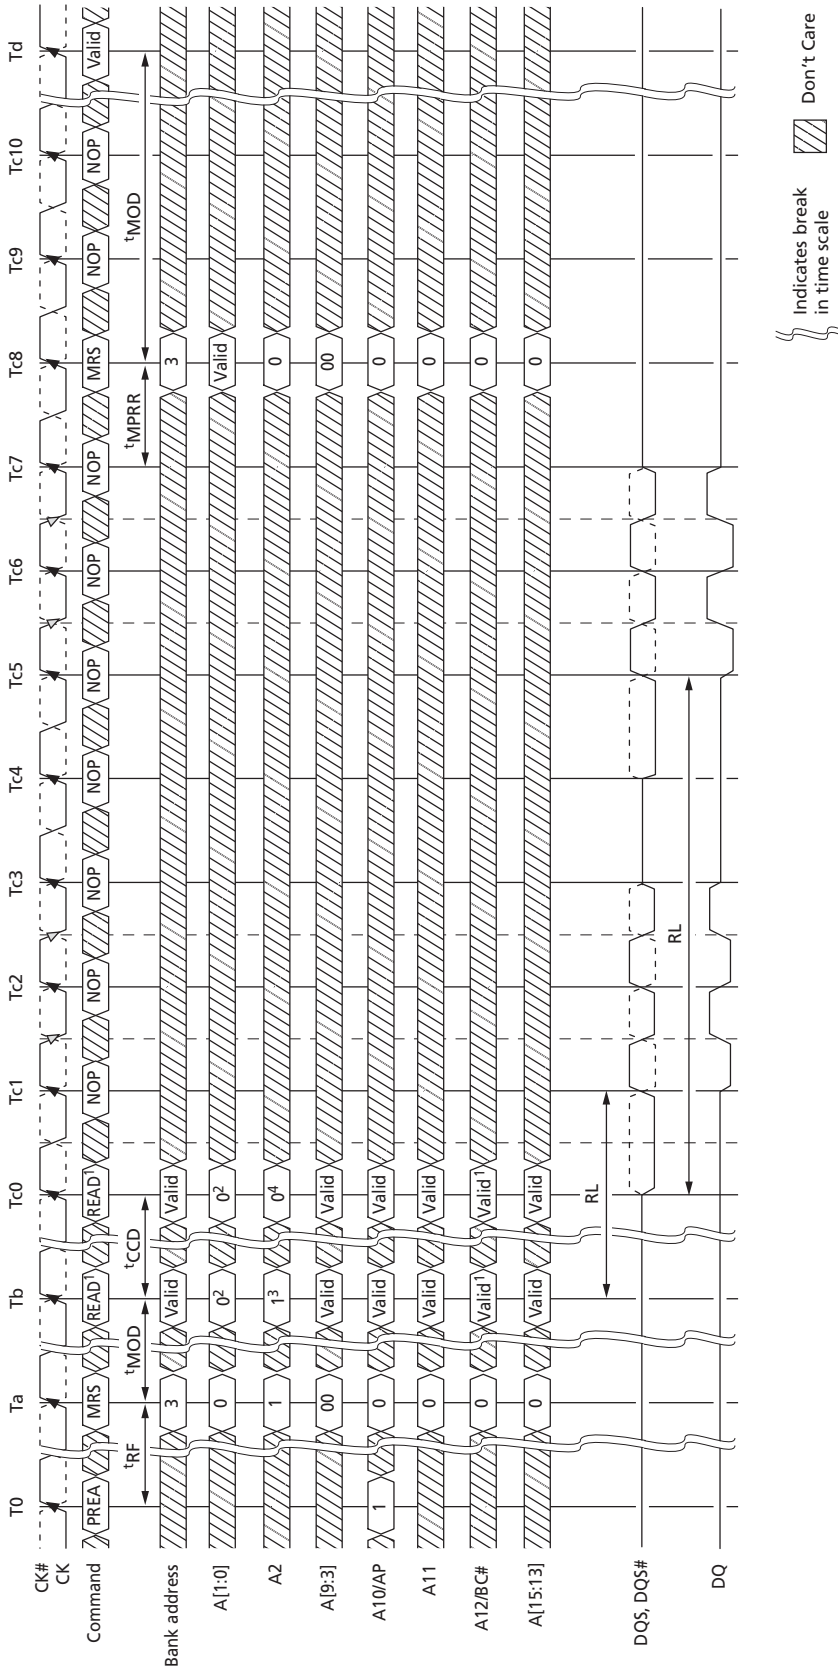 T0 Ta Tb Tc0 Tc1 Tc2 Tc3 Tc4 Tc5 Tc6 Tc7 Tc8 Tc9 Tc10 Td
CK#
CK
Command PREA MRS READ1 READ1 NOP NOP NOP NOP NOP NOP NOP MRS NOP NOP Valid
tRF tMOD tCCD tMPRR tMOD
Bank address 3 Valid Valid 3
A[1:0] 0 02 02 Valid
A2 1 13 04 0
A[9:3] 00 Valid Valid 00
A10/AP 1 0 Valid Valid 0
A11 0 Valid Valid 0
A12/BC# 0 Valid1 Valid1 0
A[15:13] 0 Valid Valid 0
RL
DQS, DQS#
RL
DQ
Indicates break
in time scale
Don't Care